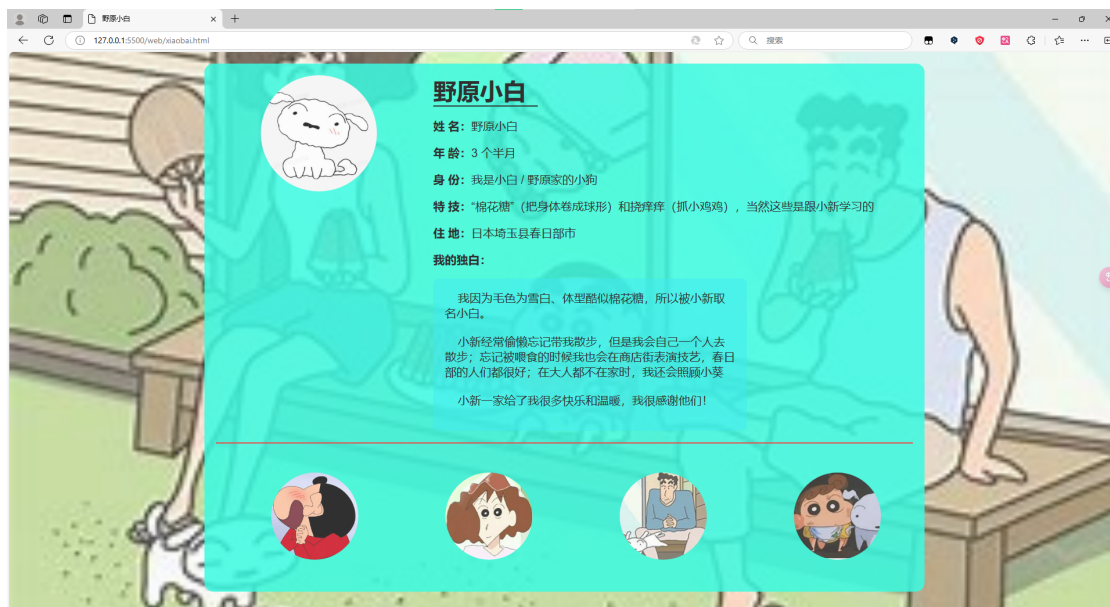 野原小白
127.0.0.1:5500/web/xiaobai.html
搜索
野原小白
姓 名：野原小白
年 龄：3 个半月
身 份：我是小白 / 野原家的小狗
特 技：“棉花糖”（把身体卷成球形）和挠痒痒（抓小鸡鸡），当然这些是跟小新学习的
住 地：日本埼玉县春日部市
我的独白：
我因为毛色为雪白、体型酷似棉花糖，所以被小新取
名小白。
小新经常偷懒忘记带我散步，但是我会自己一个人去
散步；忘记被喂食的时候我也会在商店街表演技艺，春日
部的人们都很好；在大人都不在家时，我还会照顾小葵
小新一家给了我很多快乐和温暖，我很感谢他们！